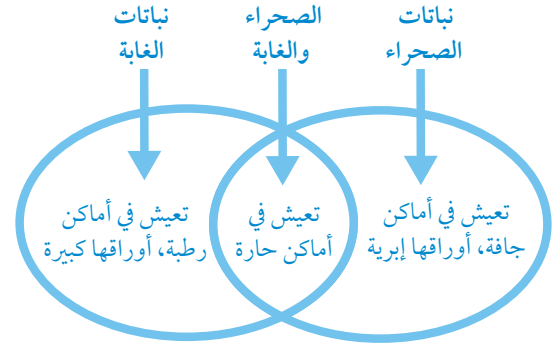 نباتات
الصحراء
الصحراء
والغابة
نباتات
الغابة
تعيش في أماكن
جافة، أوراقها إبرية
تعيش في
أماكن حارة
تعيش في أماكن
رطبة، أوراقها كبيرة